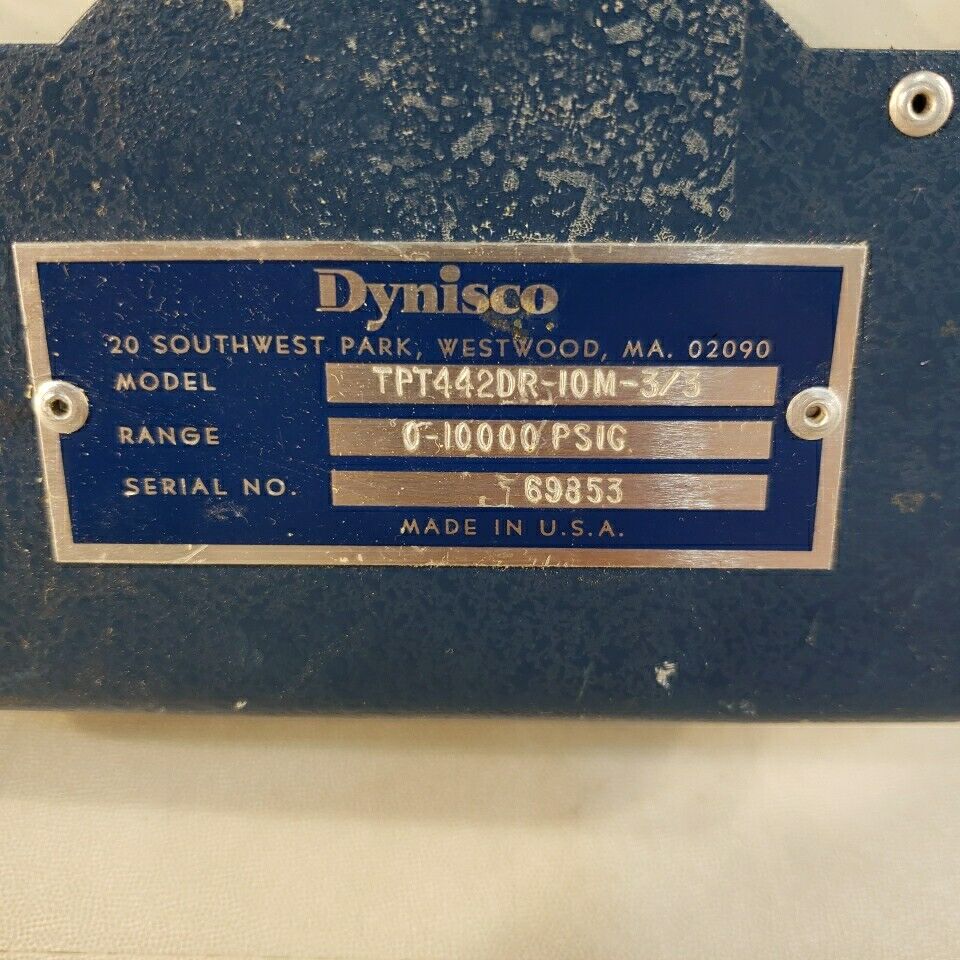 Dynisco
20 SOUTHWEST PARK, WESTWOOD, MA. 02090
MODEL TPT442DR-10M-3/3
RANGE 0-10000 PSIG
SERIAL NO. 69853
MADE IN U.S.A.